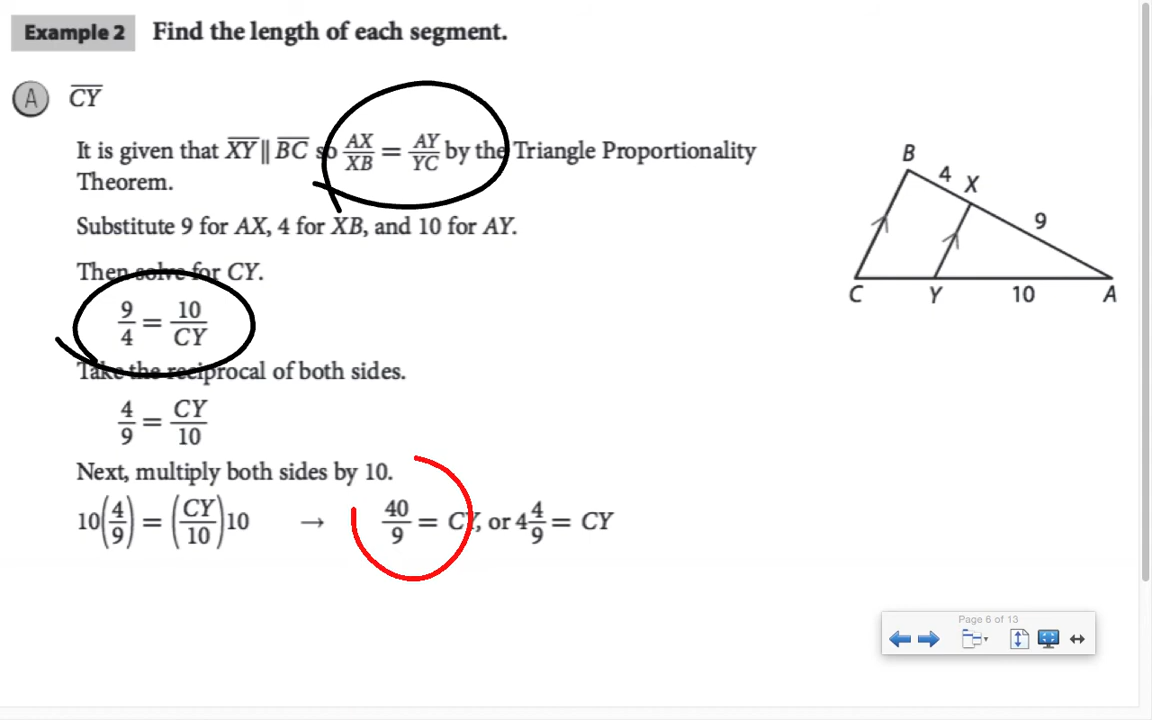 Example 2 Find the length of each segment.
A CY
It is given that XY ∥ BC so AX/XB = AY/YC by the Triangle Proportionality
Theorem.
Substitute 9 for AX, 4 for XB, and 10 for AY.
Then solve for CY.
9/4 = 10/CY
Take the reciprocal of both sides.
4/9 = CY/10
Next, multiply both sides by 10.
10(4/9) = (CY/10)10 → 40/9 = CY, or 4 4/9 = CY
B
4 X
9
C Y 10 A
Page 6 of 13